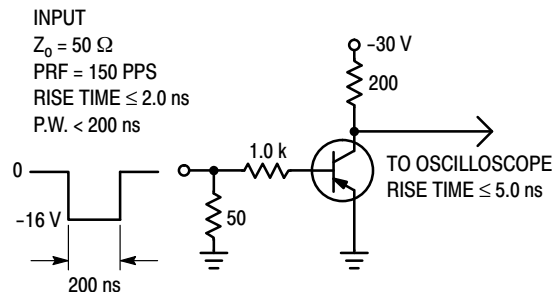 INPUT
Zo = 50 Ω
PRF = 150 PPS
RISE TIME ≤ 2.0 ns
P.W. < 200 ns
−30 V
200
1.0 k
TO OSCILLOSCOPE
RISE TIME ≤ 5.0 ns
0
50
−16 V
200 ns